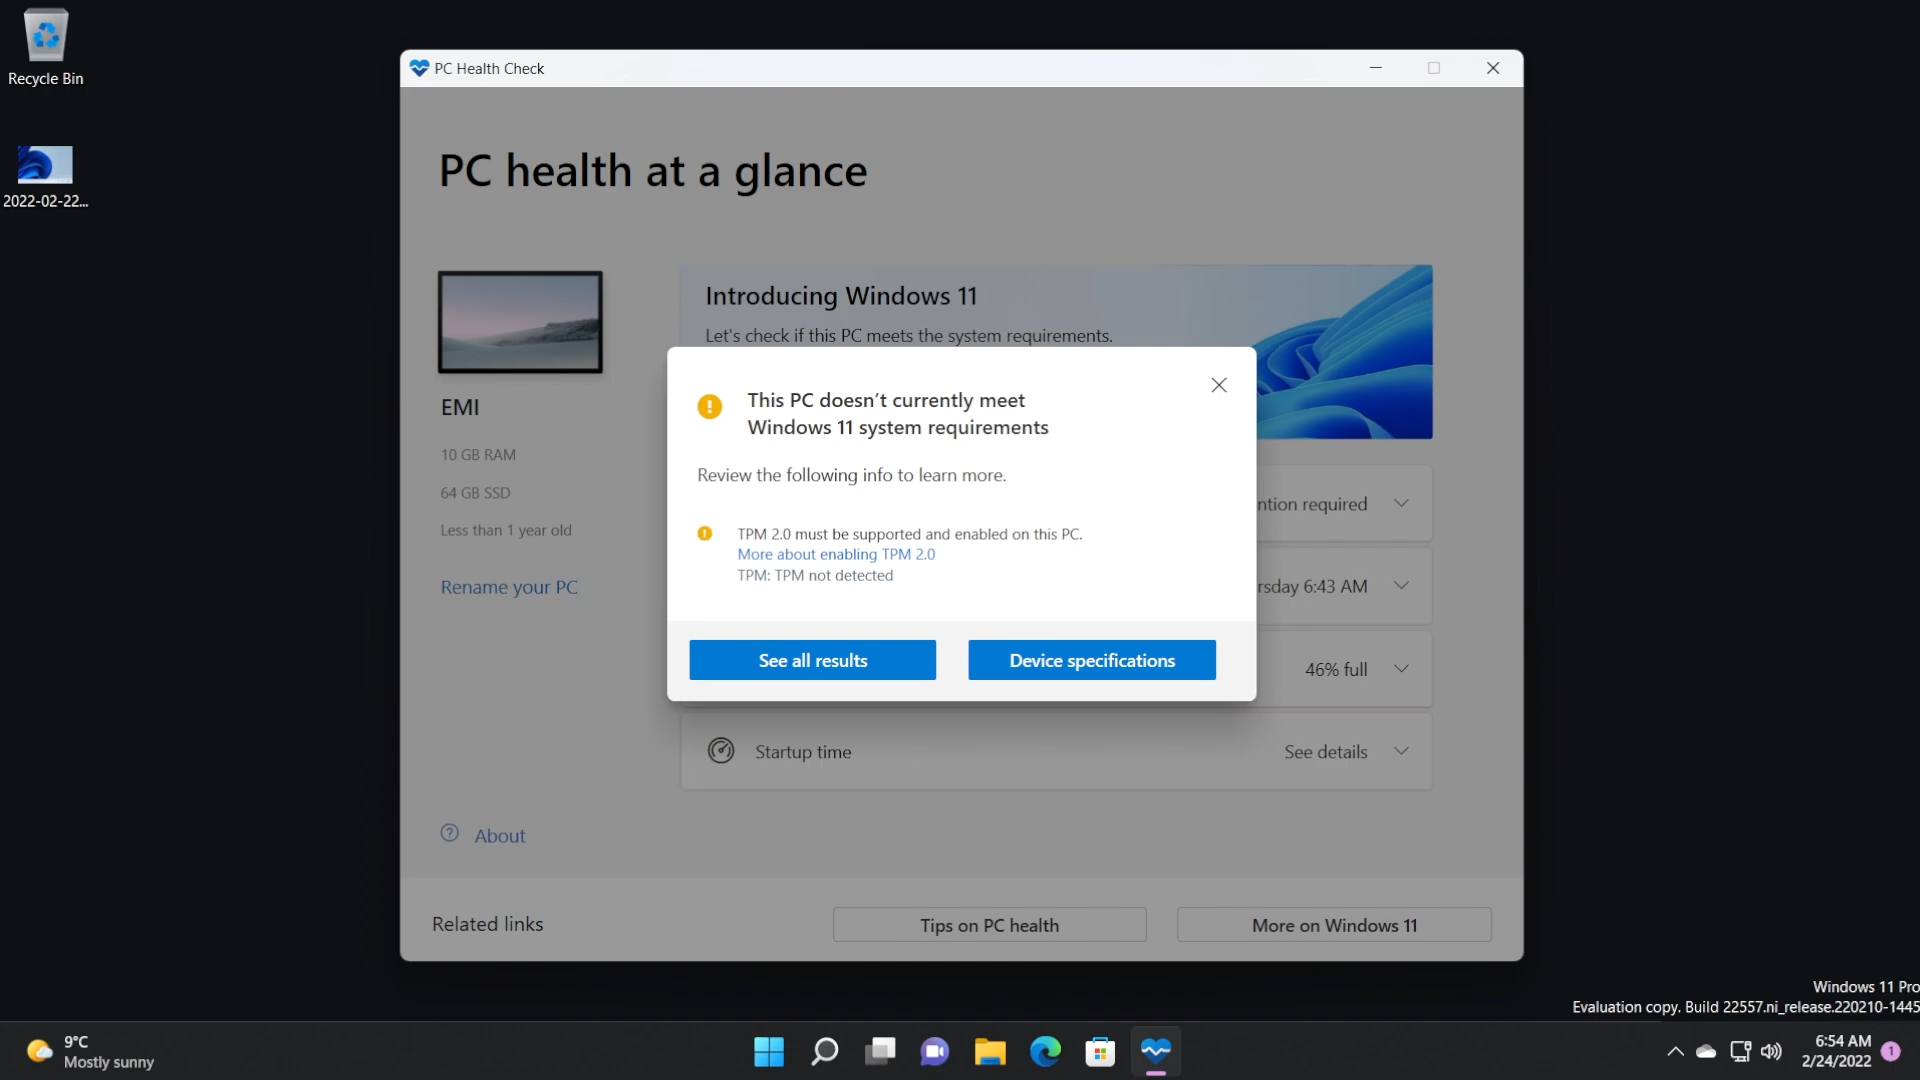 Recycle Bin
2022-02-22...
PC Health Check
PC health at a glance
EMI
10 GB RAM
64 GB SSD
Less than 1 year old
Rename your PC
Introducing Windows 11
Let's check if this PC meets the system requirements.
This PC doesn't currently meet
Windows 11 system requirements
Review the following info to learn more.
TPM 2.0 must be supported and enabled on this PC.
More about enabling TPM 2.0
TPM: TPM not detected
See all results
Device specifications
ntion required
rsday 6:43 AM
46% full
Startup time
See details
About
Related links
Tips on PC health
More on Windows 11
Windows 11 Pro
Evaluation copy. Build 22557.ni_release.220210-1445
9°C
Mostly sunny
6:54 AM
2/24/2022
1